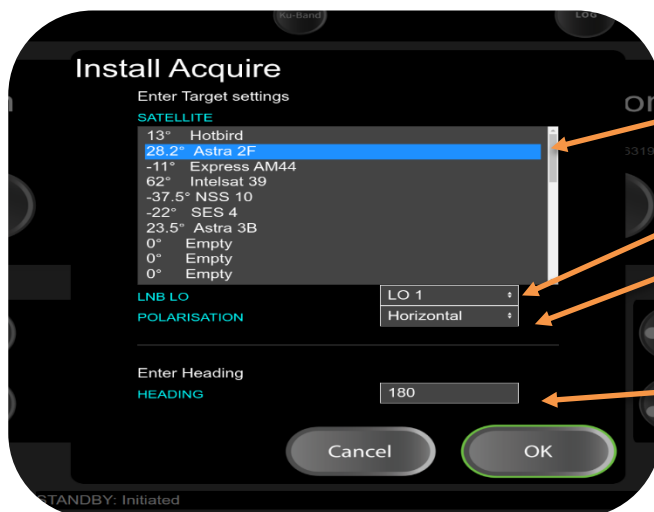 Ku-Band
LOG
Install Acquire
Enter Target settings
SATELLITE
13° Hotbird
28.2° Astra 2F
-11° Express AM44
62° Intelsat 39
-37.5° NSS 10
-22° SES 4
23.5° Astra 3B
0° Empty
0° Empty
0° Empty
LNB LO LO 1
POLARISATION Horizontal
Enter Heading
HEADING 180
Cancel OK
STANDBY: Initiated